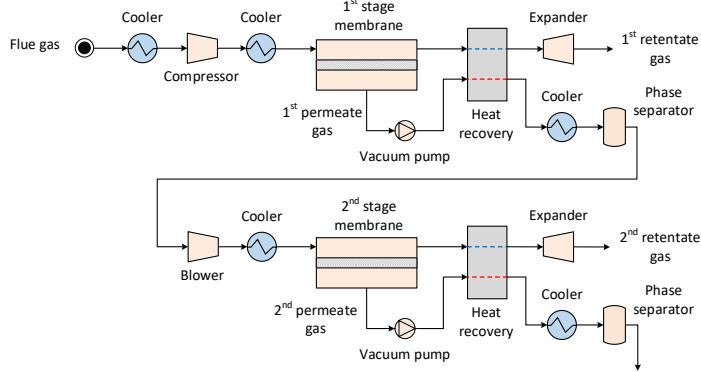 Flue gas
Cooler
Compressor
Cooler
1st stage
membrane
1st permeate
gas
Vacuum pump
Heat
recovery
Expander
1st retentate
gas
Cooler
Phase
separator
Blower
Cooler
2nd stage
membrane
2nd permeate
gas
Vacuum pump
Heat
recovery
Expander
2nd retentate
gas
Cooler
Phase
separator